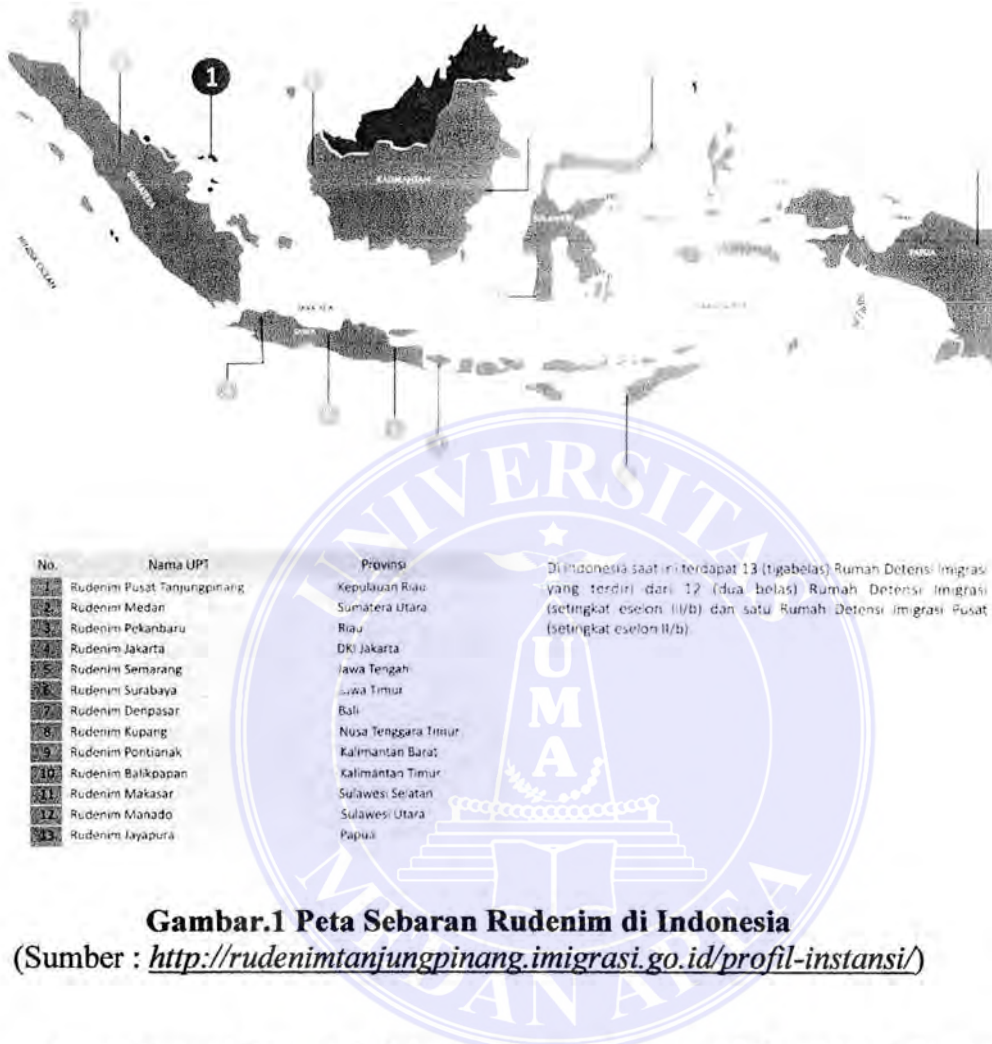 1
SUMATERA
KALIMANTAN
SULAWESI
PAPUA
JAVA SEA
JAWA
No. Nama UPT Provinsi
1. Rudenim Pusat Tanjungpinang Kepulauan Riau
2. Rudenim Medan Sumatera Utara
3. Rudenim Pekanbaru Riau
4. Rudenim Jakarta DKI Jakarta
5. Rudenim Semarang Jawa Tengah
6. Rudenim Surabaya Jawa Timur
7. Rudenim Denpasar Bali
8. Rudenim Kupang Nusa Tenggara Timur
9. Rudenim Pontianak Kalimantan Barat
10. Rudenim Balikpapan Kalimantan Timur
11. Rudenim Makasar Sulawesi Selatan
12. Rudenim Manado Sulawesi Utara
13. Rudenim Jayapura Papua
Di Indonesia saat ini terdapat 13 (tigabelas) Rumah Detensi Imigrasi
yang terdiri dari 12 (dua belas) Rumah Detensi Imigrasi
(setingkat eselon III/b) dan satu Rumah Detensi Imigrasi Pusat
(setingkat eselon II/b)
UNIVERSITAS
UMA
MEDAN AREA
Gambar.1 Peta Sebaran Rudenim di Indonesia
(Sumber : http://rudenimtanjungpinang.imigrasi.go.id/profil-instansi/)